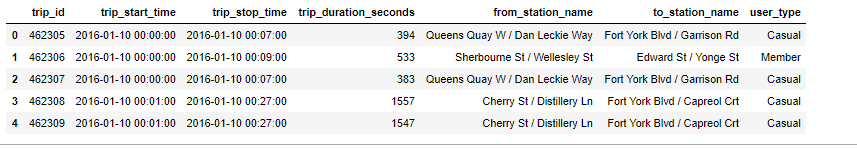 trip_id trip_start_time trip_stop_time trip_duration_seconds from_station_name to_station_name user_type
0 462305 2016-01-10 00:00:00 2016-01-10 00:07:00 394 Queens Quay W / Dan Leckie Way Fort York Blvd / Garrison Rd Casual
1 462306 2016-01-10 00:00:00 2016-01-10 00:09:00 533 Sherbourne St / Wellesley St Edward St / Yonge St Member
2 462307 2016-01-10 00:00:00 2016-01-10 00:07:00 383 Queens Quay W / Dan Leckie Way Fort York Blvd / Garrison Rd Casual
3 462308 2016-01-10 00:01:00 2016-01-10 00:27:00 1557 Cherry St / Distillery Ln Fort York Blvd / Capreol Crt Casual
4 462309 2016-01-10 00:01:00 2016-01-10 00:27:00 1547 Cherry St / Distillery Ln Fort York Blvd / Capreol Crt Casual